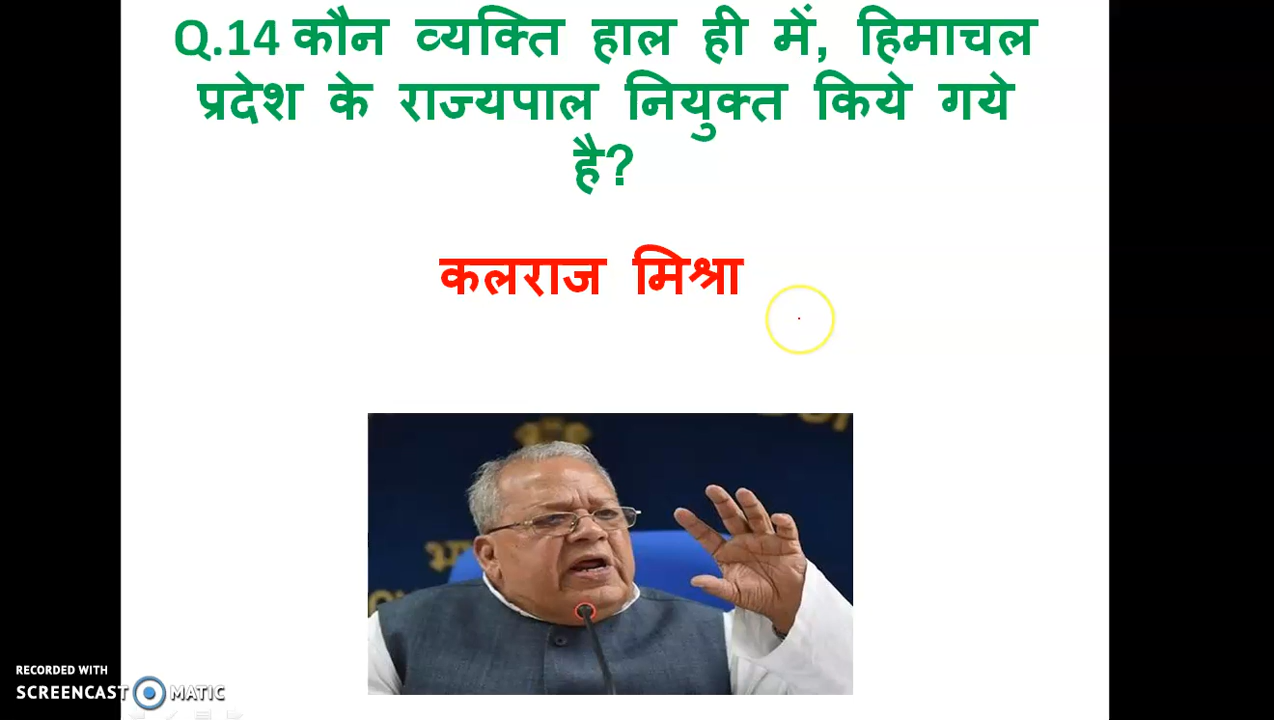 Q.14 कौन व्यक्ति हाल ही में, हिमाचल
प्रदेश के राज्यपाल नियुक्त किये गये
है?
कलराज मिश्रा
RECORDED WITH
SCREENCAST MATIC